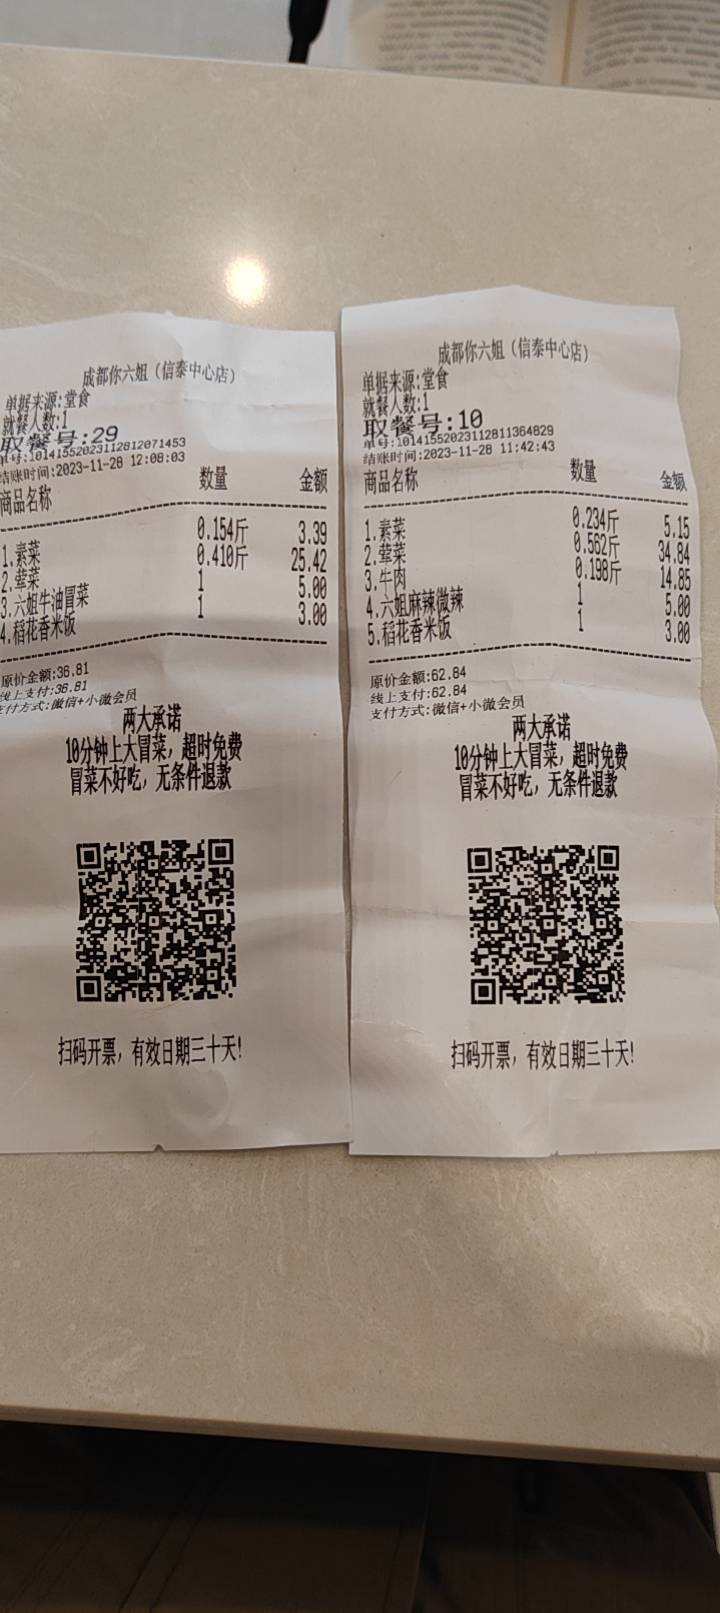 成都你六姐（信泰中心店）
单据来源:堂食
就餐人数:1
取餐号:29
单号:10141552023112812071453
结账时间:2023-11-28 12:08:03
商品名称 数量 金额
1.素菜 0.154斤 3.39
2.荤菜 0.410斤 25.42
3.六姐牛油冒菜 1 5.00
4.稻花香米饭 1 3.00
原价金额:36.81
线上支付:36.81
支付方式:微信+小微会员
两大承诺
10分钟上大冒菜，超时免费
冒菜不好吃，无条件退款
扫码开票，有效日期三十天!
成都你六姐（信泰中心店）
单据来源:堂食
就餐人数:1
取餐号:10
单号:10141552023112811364829
结账时间:2023-11-28 11:42:43
商品名称 数量 金额
1.素菜 0.234斤 5.15
2.荤菜 0.562斤 34.84
3.牛肉 0.198斤 14.85
4.六姐麻辣微辣 1 5.00
5.稻花香米饭 1 3.00
原价金额:62.84
线上支付:62.84
支付方式:微信+小微会员
两大承诺
10分钟上大冒菜，超时免费
冒菜不好吃，无条件退款
扫码开票，有效日期三十天!